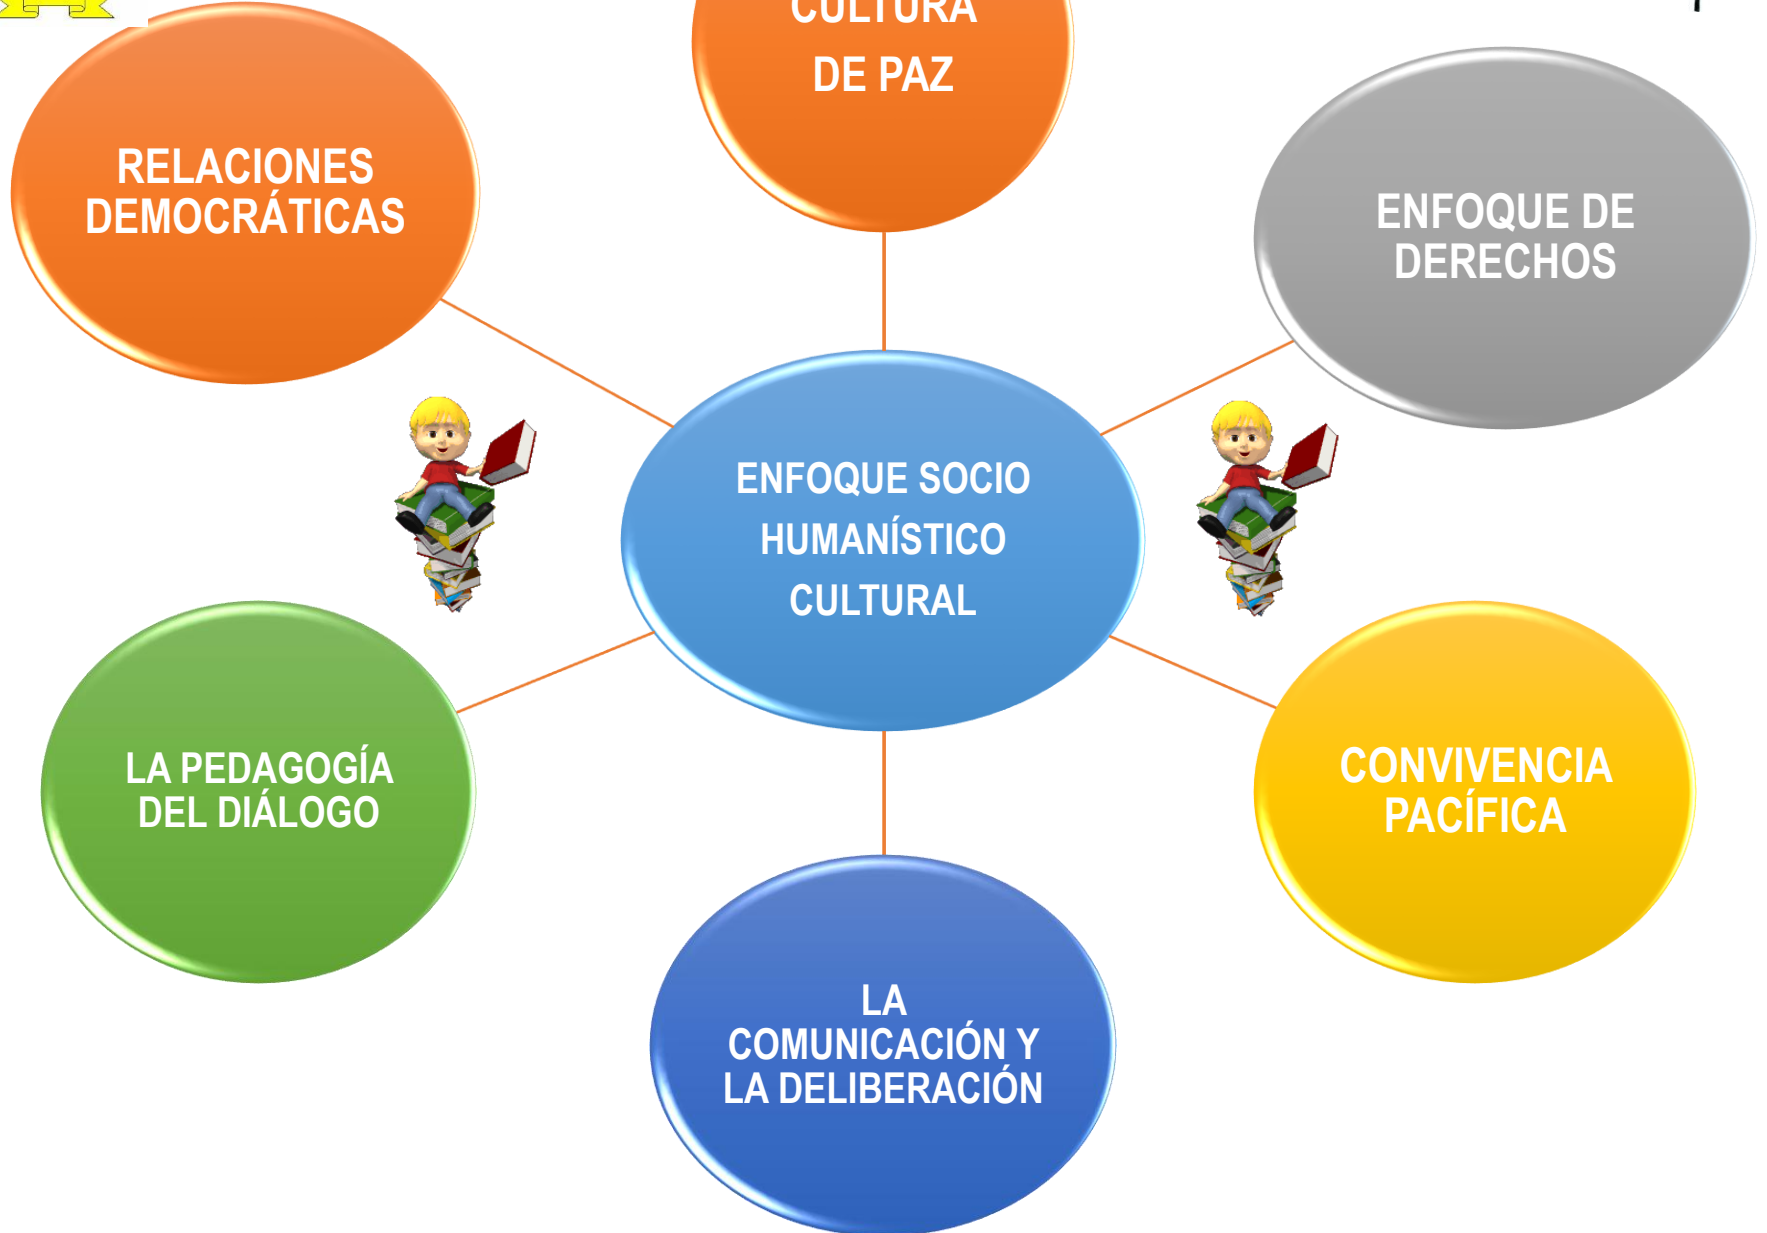 CULTURA
DE PAZ
RELACIONES
DEMOCRÁTICAS
ENFOQUE DE
DERECHOS
ENFOQUE SOCIO
HUMANÍSTICO
CULTURAL
LA PEDAGOGÍA
DEL DIÁLOGO
CONVIVENCIA
PACÍFICA
LA
COMUNICACIÓN Y
LA DELIBERACIÓN